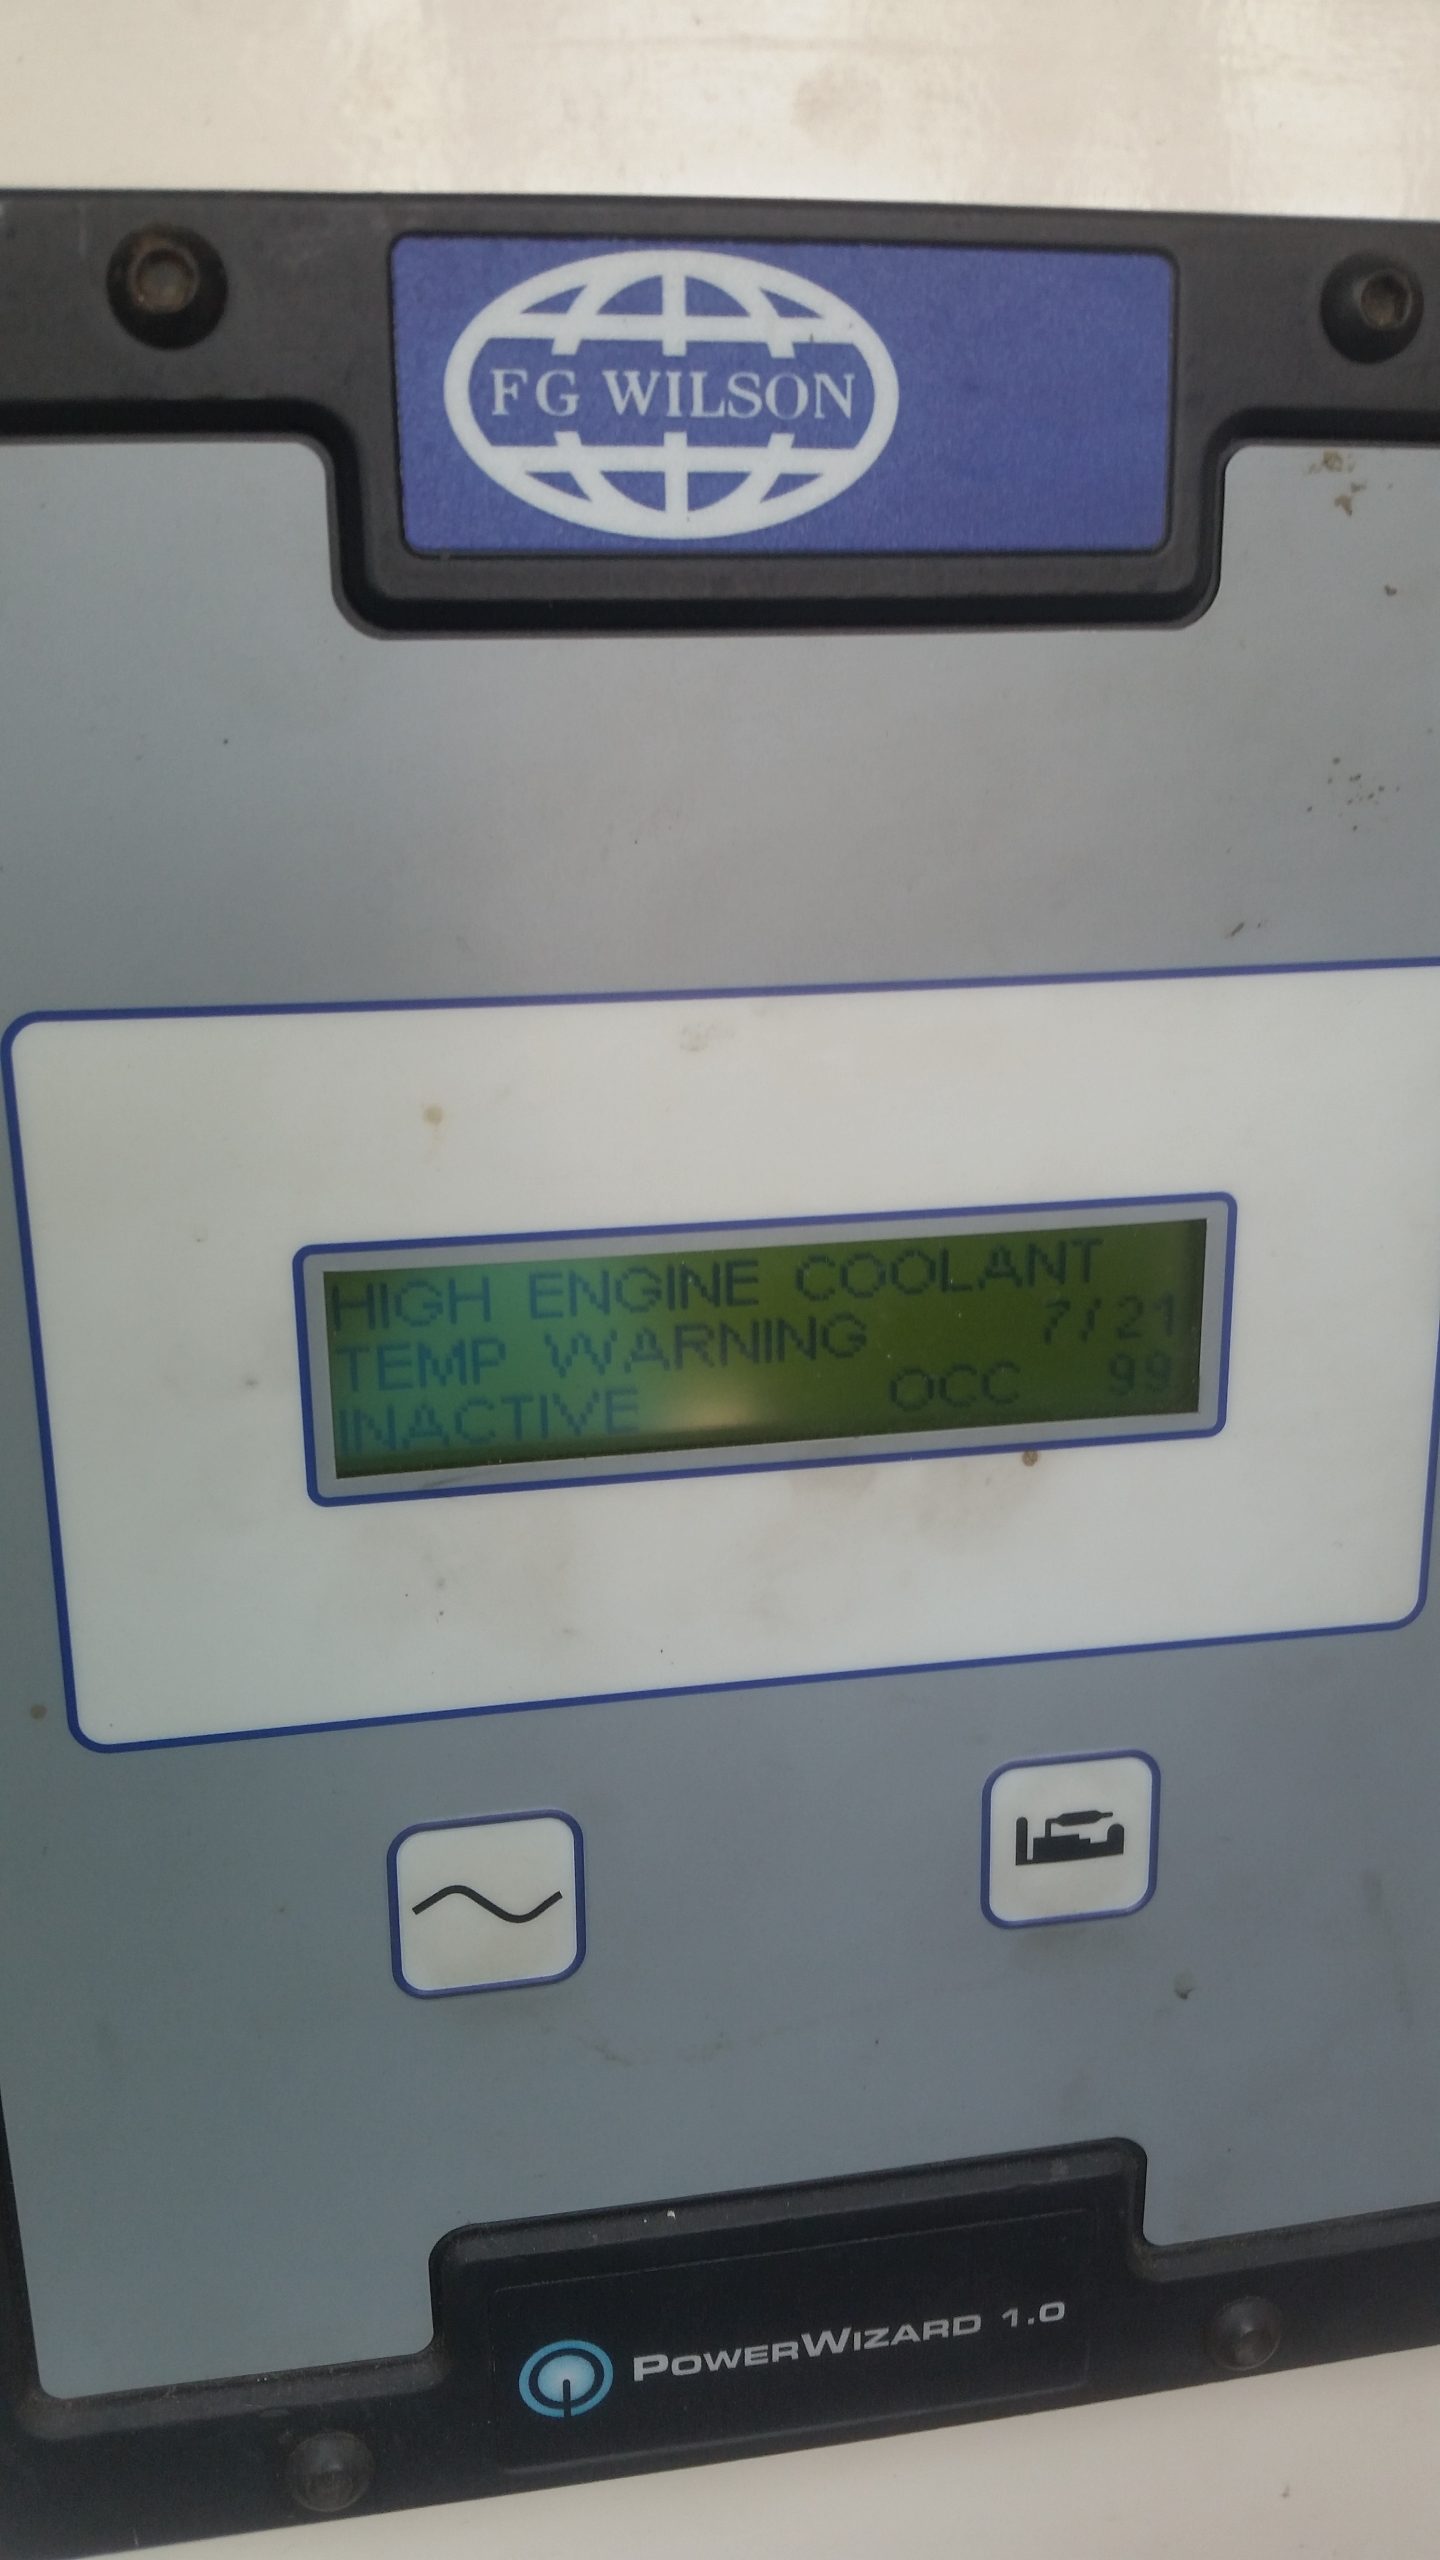 FG WILSON
HIGH ENGINE COOLANT
TEMP WARNING 7/21
INACTIVE OCC 99
POWERWIZARD 1.0